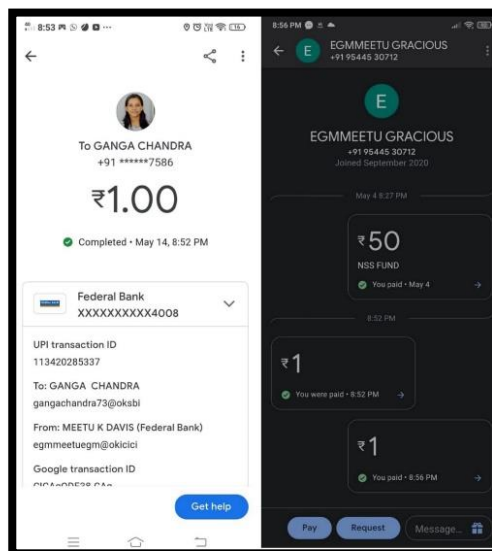 8:53
To GANGA CHANDRA
+91 ******7586
₹1.00
Completed • May 14, 8:52 PM
Federal Bank
XXXXXXXXXX4008
UPI transaction ID
113420285337
To: GANGA CHANDRA
gangachandra73@oksbi
From: MEETU K DAVIS (Federal Bank)
egmmeetuegm@okicici
Google transaction ID
Get help
8:56 PM
EGMMEETU GRACIOUS
+91 95445 30712
E
E
EGMMEETU GRACIOUS
+91 95445 30712
Joined September 2020
May 4 8:27 PM
₹50
NSS FUND
You paid • May 4
8:52 PM
₹1
You were paid • 8:52 PM
₹1
You paid • 8:56 PM
Pay
Request
Message...